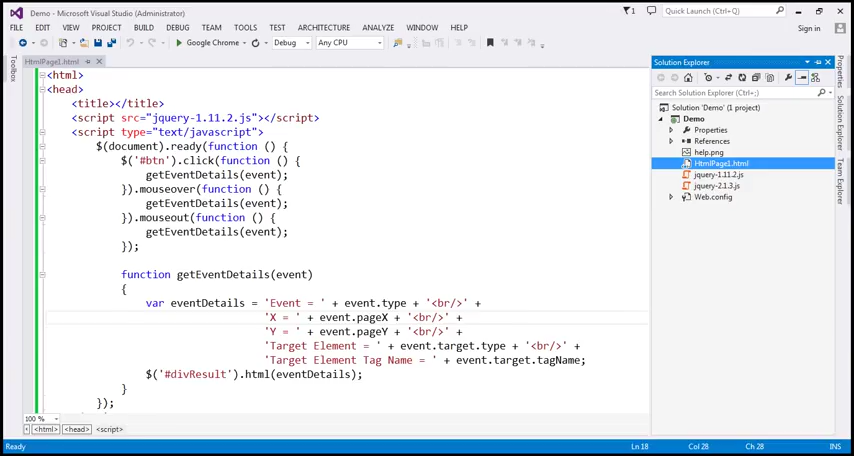 Demo - Microsoft Visual Studio (Administrator)
1
Quick Launch (Ctrl+Q)
FILE EDIT VIEW PROJECT BUILD DEBUG TEAM TOOLS TEST ARCHITECTURE ANALYZE WINDOW HELP
Sign in
Google Chrome Debug Any CPU
Toolbox
HtmlPage1.html
<html>
<head>
<title></title>
<script src="jquery-1.11.2.js"></script>
<script type="text/javascript">
$(document).ready(function () {
$('#btn').click(function () {
getEventDetails(event);
}).mouseover(function () {
getEventDetails(event);
}).mouseout(function () {
getEventDetails(event);
});
function getEventDetails(event)
{
var eventDetails = 'Event = ' + event.type + '<br/>' +
'X = ' + event.pageX + '<br/>' +
'Y = ' + event.pageY + '<br/>' +
'Target Element = ' + event.target.type + '<br/>' +
'Target Element Tag Name = ' + event.target.tagName;
$('#divResult').html(eventDetails);
}
});
100 %
<html> <head> <script>
Solution Explorer
Search Solution Explorer (Ctrl+;)
Solution 'Demo' (1 project)
Demo
Properties
References
help.png
HtmlPage1.html
jquery-1.11.2.js
jquery-2.1.3.js
Web.config
Properties
Solution Explorer
Team Explorer
Ready
Ln 18 Col 28 Ch 28 INS